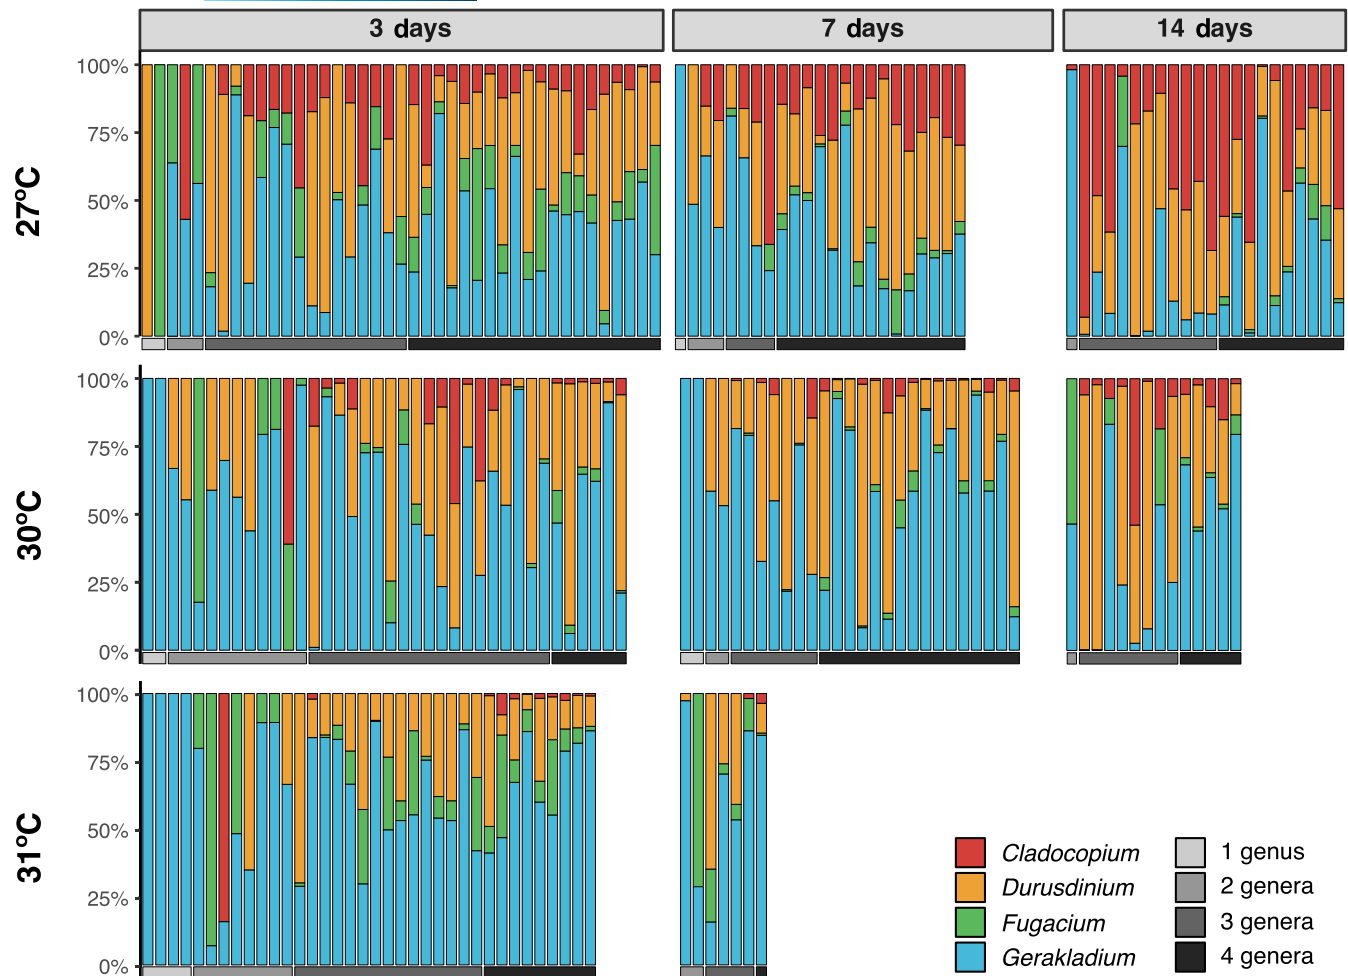 3 days
7 days
14 days
27°C
100%
75%
50%
25%
0%
30°C
100%
75%
50%
25%
0%
31°C
100%
75%
50%
25%
0%
Cladocopium
Durusdinium
Fugacium
Gerakladium
1 genus
2 genera
3 genera
4 genera